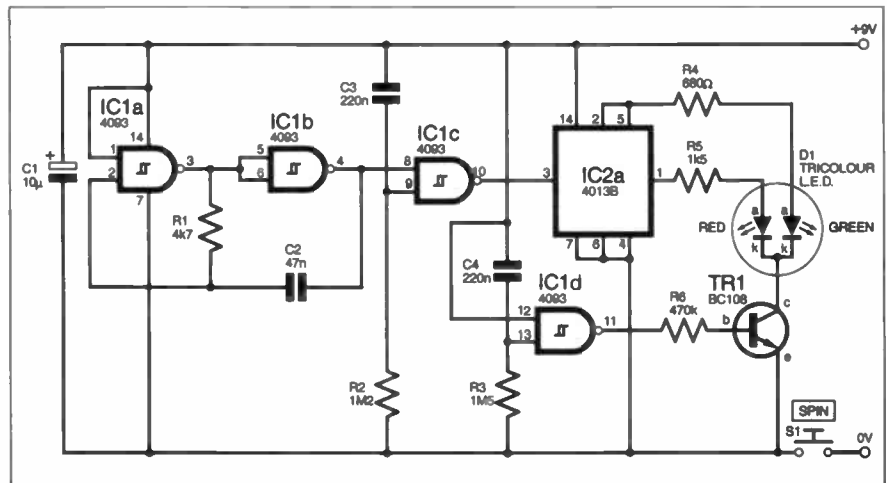 +9V
C3
220n
R4
680Ω
IC1a
4093
IC1b
4093
IC1c
4093
14
14
2
5
R5
1k5
D1
TRICOLOUR
L.E.D.
+
C1
10µ
1
2
3
7
5
6
4
8
9
10
3
IC2a
4013B
1
a
a
RED
GREEN
k
k
R1
4k7
C2
47n
7
6
4
C4
220n
IC1d
4093
12
13
11
R6
470k
TR1
BC108
b
c
e
R2
1M2
R3
1M5
SPIN
S1
0V